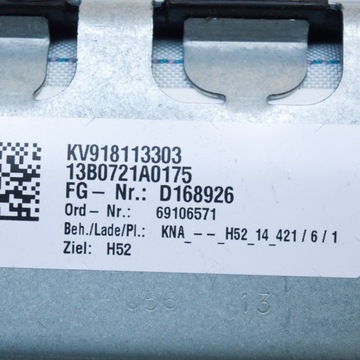 KV918113303
13B0721A0175
FG – Nr.: D168926
Ord – Nr.: 69106571
Beh./Lade/Pl.: KNA_–_–_H52_14_421 / 6 / 1
Ziel: H52